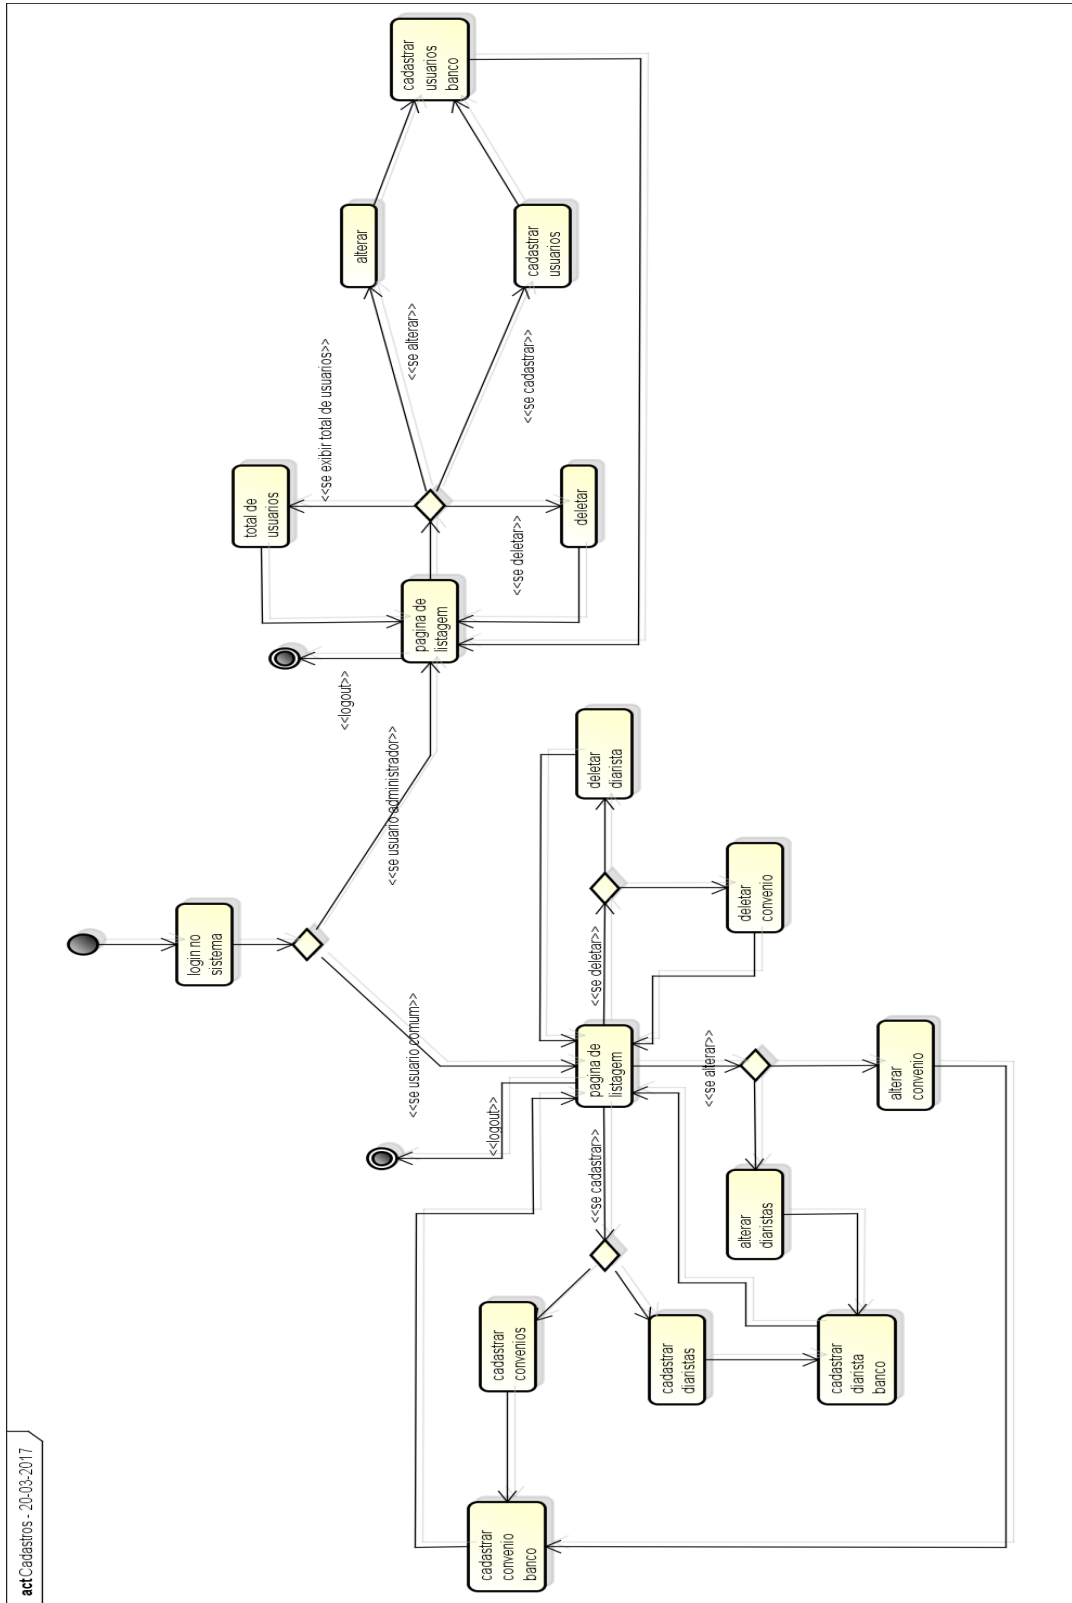 act Cadastros - 20-03-2017
login no
sistema
<<se usuario comum>>
<<se usuario administrador>>
<<logout>>
pagina de
listagem
<<se cadastrar>>
cadastrar
convenios
cadastrar
convenio
banco
cadastrar
diaristas
cadastrar
diarista
banco
<<se alterar>>
alterar
diaristas
alterar
convenio
<<se deletar>>
deletar
diarista
deletar
convenio
<<logout>>
pagina de
listagem
<<se exibir total de usuarios>>
total de
usuarios
<<se deletar>>
deletar
<<se alterar>>
alterar
<<se cadastrar>>
cadastrar
usuarios
cadastrar
usuarios
banco